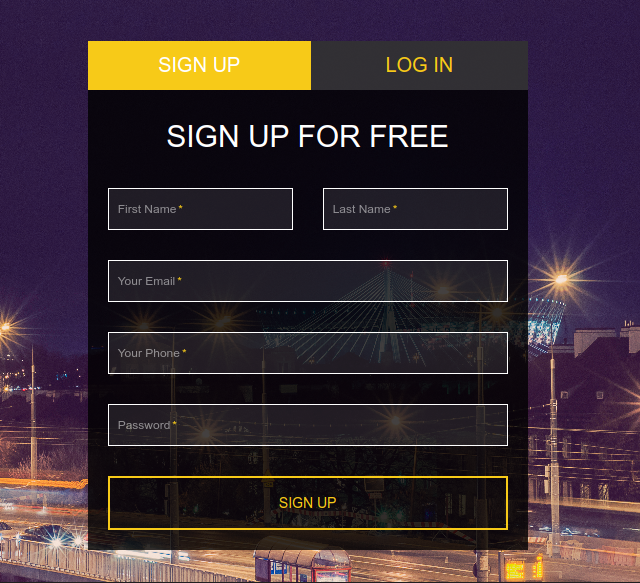 SIGN UP
LOG IN
SIGN UP FOR FREE
First Name*
Last Name*
Your Email*
Your Phone*
Password*
SIGN UP